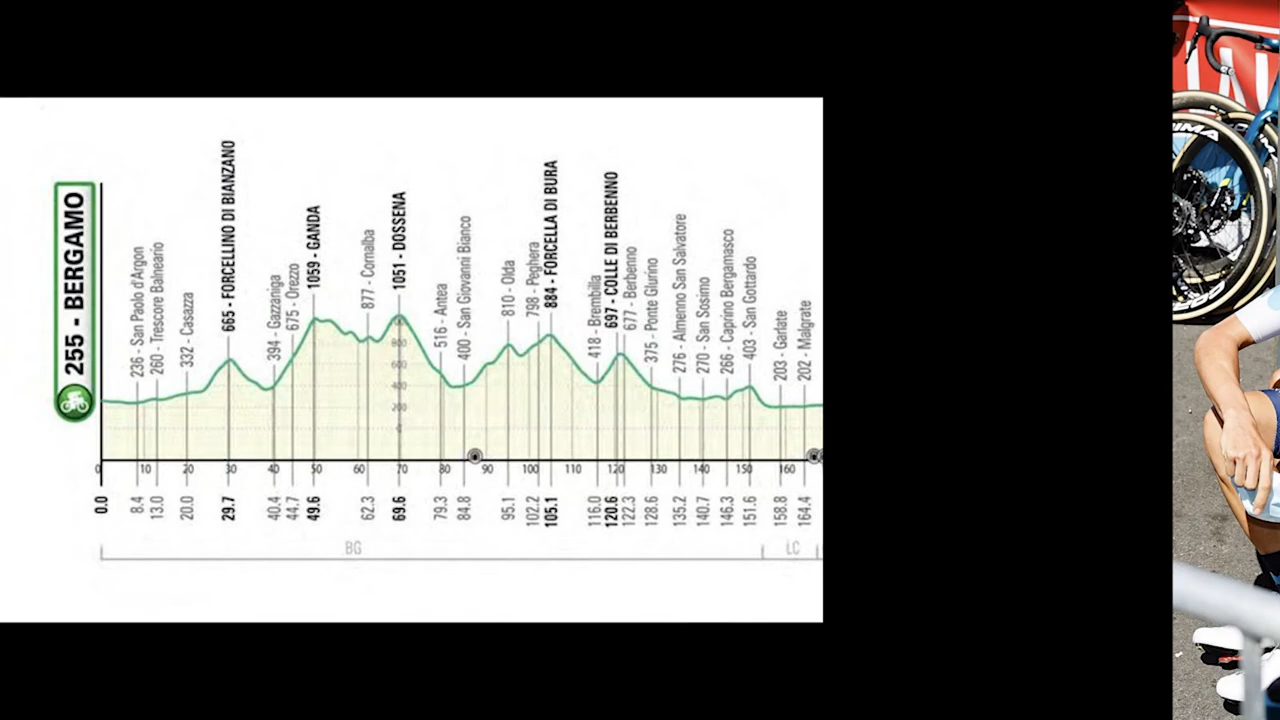 255 - BERGAMO
236 - San Paolo d'Argon
260 - Trescore Balneario
332 - Casazza
665 - FORCELLINO DI BIANZANO
394 - Gazzaniga
675 - Orezzo
1059 - GANDA
877 - Cornalba
1051 - DOSSENA
516 - Antea
400 - San Giovanni Bianco
810 - Olda
798 - Peghera
884 - FORCELLA DI BURA
418 - Brembilla
697 - COLLE DI BERBENNO
677 - Berbenno
375 - Ponte Glurino
276 - Almenno San Salvatore
270 - San Sosimo
266 - Caprino Bergamasco
403 - San Gottardo
203 - Garlate
202 - Malgrate
800
600
400
200
0
0 10 20 30 40 50 60 70 80 90 100 110 120 130 140 150 160
0.0 8.4 13.0 20.0 29.7 40.4 44.7 49.6 62.3 69.6 79.3 84.8 95.1 102.2 105.1 116.0 120.6 122.3 128.6 135.2 140.7 146.3 151.6 158.8 164.4
BG LC